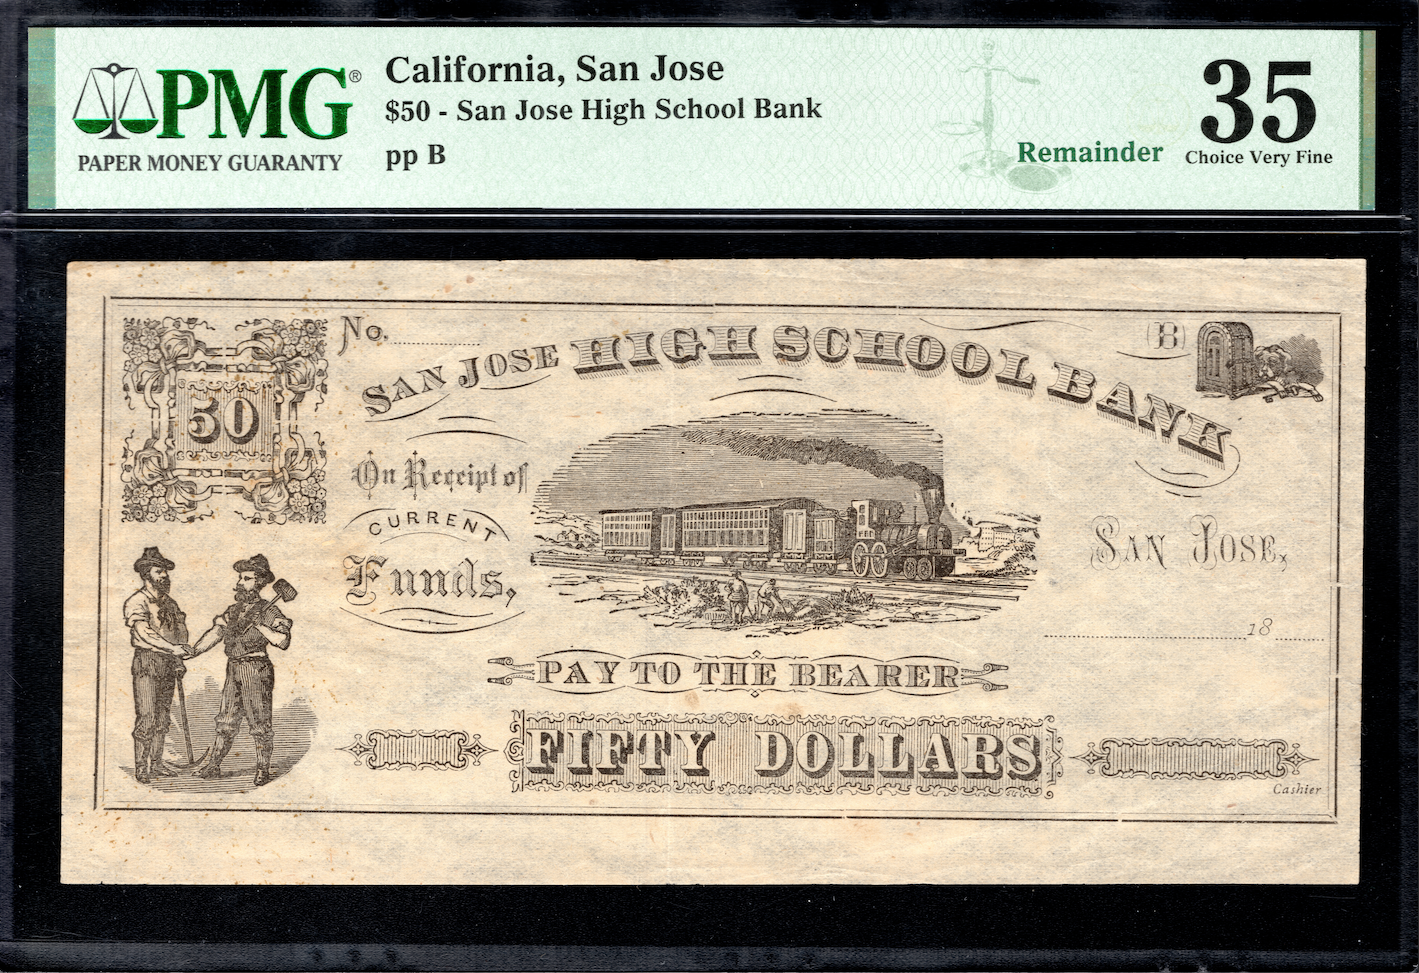 PMG®
PAPER MONEY GUARANTY
California, San Jose
$50 - San Jose High School Bank
pp B
Remainder
35
Choice Very Fine
No.
SAN JOSE HIGH SCHOOL BANK
B
50
On Receipt of
CURRENT
Funds,
SAN JOSE,
18
PAY TO THE BEARER
FIFTY DOLLARS
Cashier